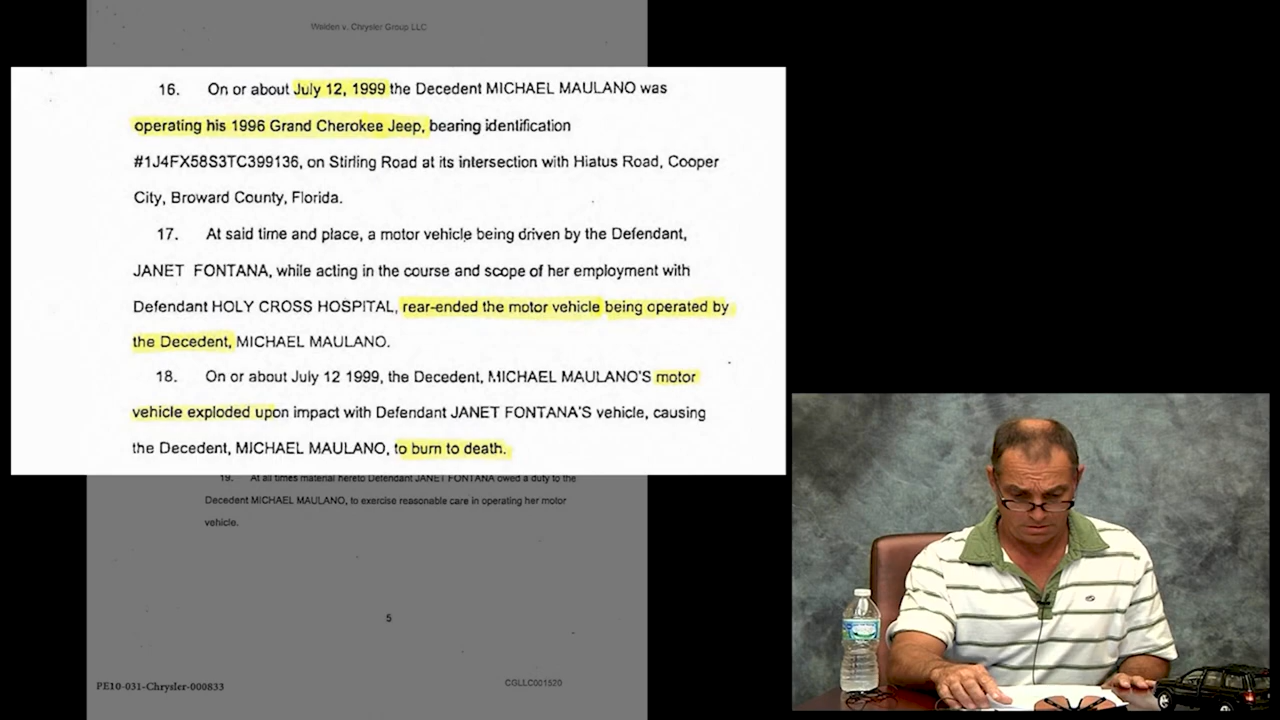 Walden v. Chrysler Group LLC
16. On or about July 12, 1999 the Decedent MICHAEL MAULANO was
operating his 1996 Grand Cherokee Jeep, bearing identification
#1J4FX58S3TC399136, on Stirling Road at its intersection with Hiatus Road, Cooper
City, Broward County, Florida.
17. At said time and place, a motor vehicle being driven by the Defendant,
JANET FONTANA, while acting in the course and scope of her employment with
Defendant HOLY CROSS HOSPITAL, rear-ended the motor vehicle being operated by
the Decedent, MICHAEL MAULANO.
18. On or about July 12 1999, the Decedent, MICHAEL MAULANO'S motor
vehicle exploded upon impact with Defendant JANET FONTANA'S vehicle, causing
the Decedent, MICHAEL MAULANO, to burn to death.
19. At all times material hereto Defendant JANET FONTANA owed a duty to the
Decedent MICHAEL MAULANO, to exercise reasonable care in operating her motor
vehicle.
5
PE10-031-Chrysler-000833
CGLLC001520